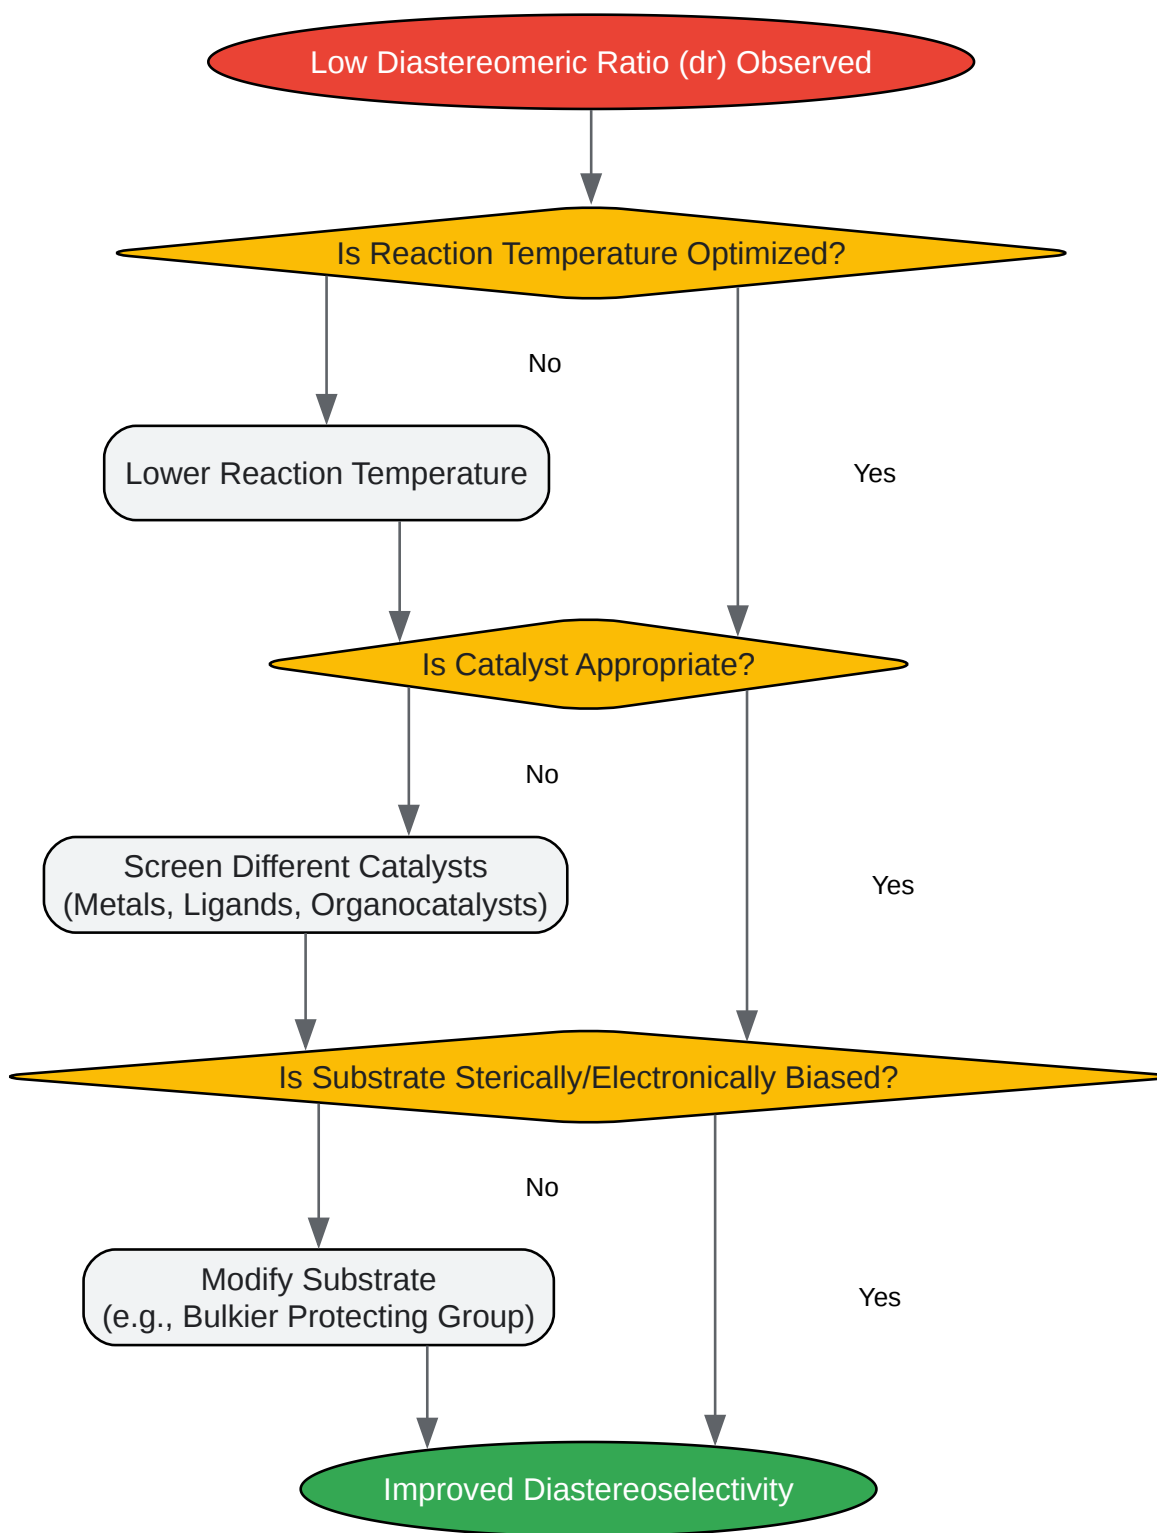 Low Diastereomeric Ratio (dr) Observed
Is Reaction Temperature Optimized?
No
Lower Reaction Temperature
Yes
Is Catalyst Appropriate?
No
Screen Different Catalysts
(Metals, Ligands, Organocatalysts)
Yes
Is Substrate Sterically/Electronically Biased?
No
Modify Substrate
(e.g., Bulkier Protecting Group)
Yes
Improved Diastereoselectivity